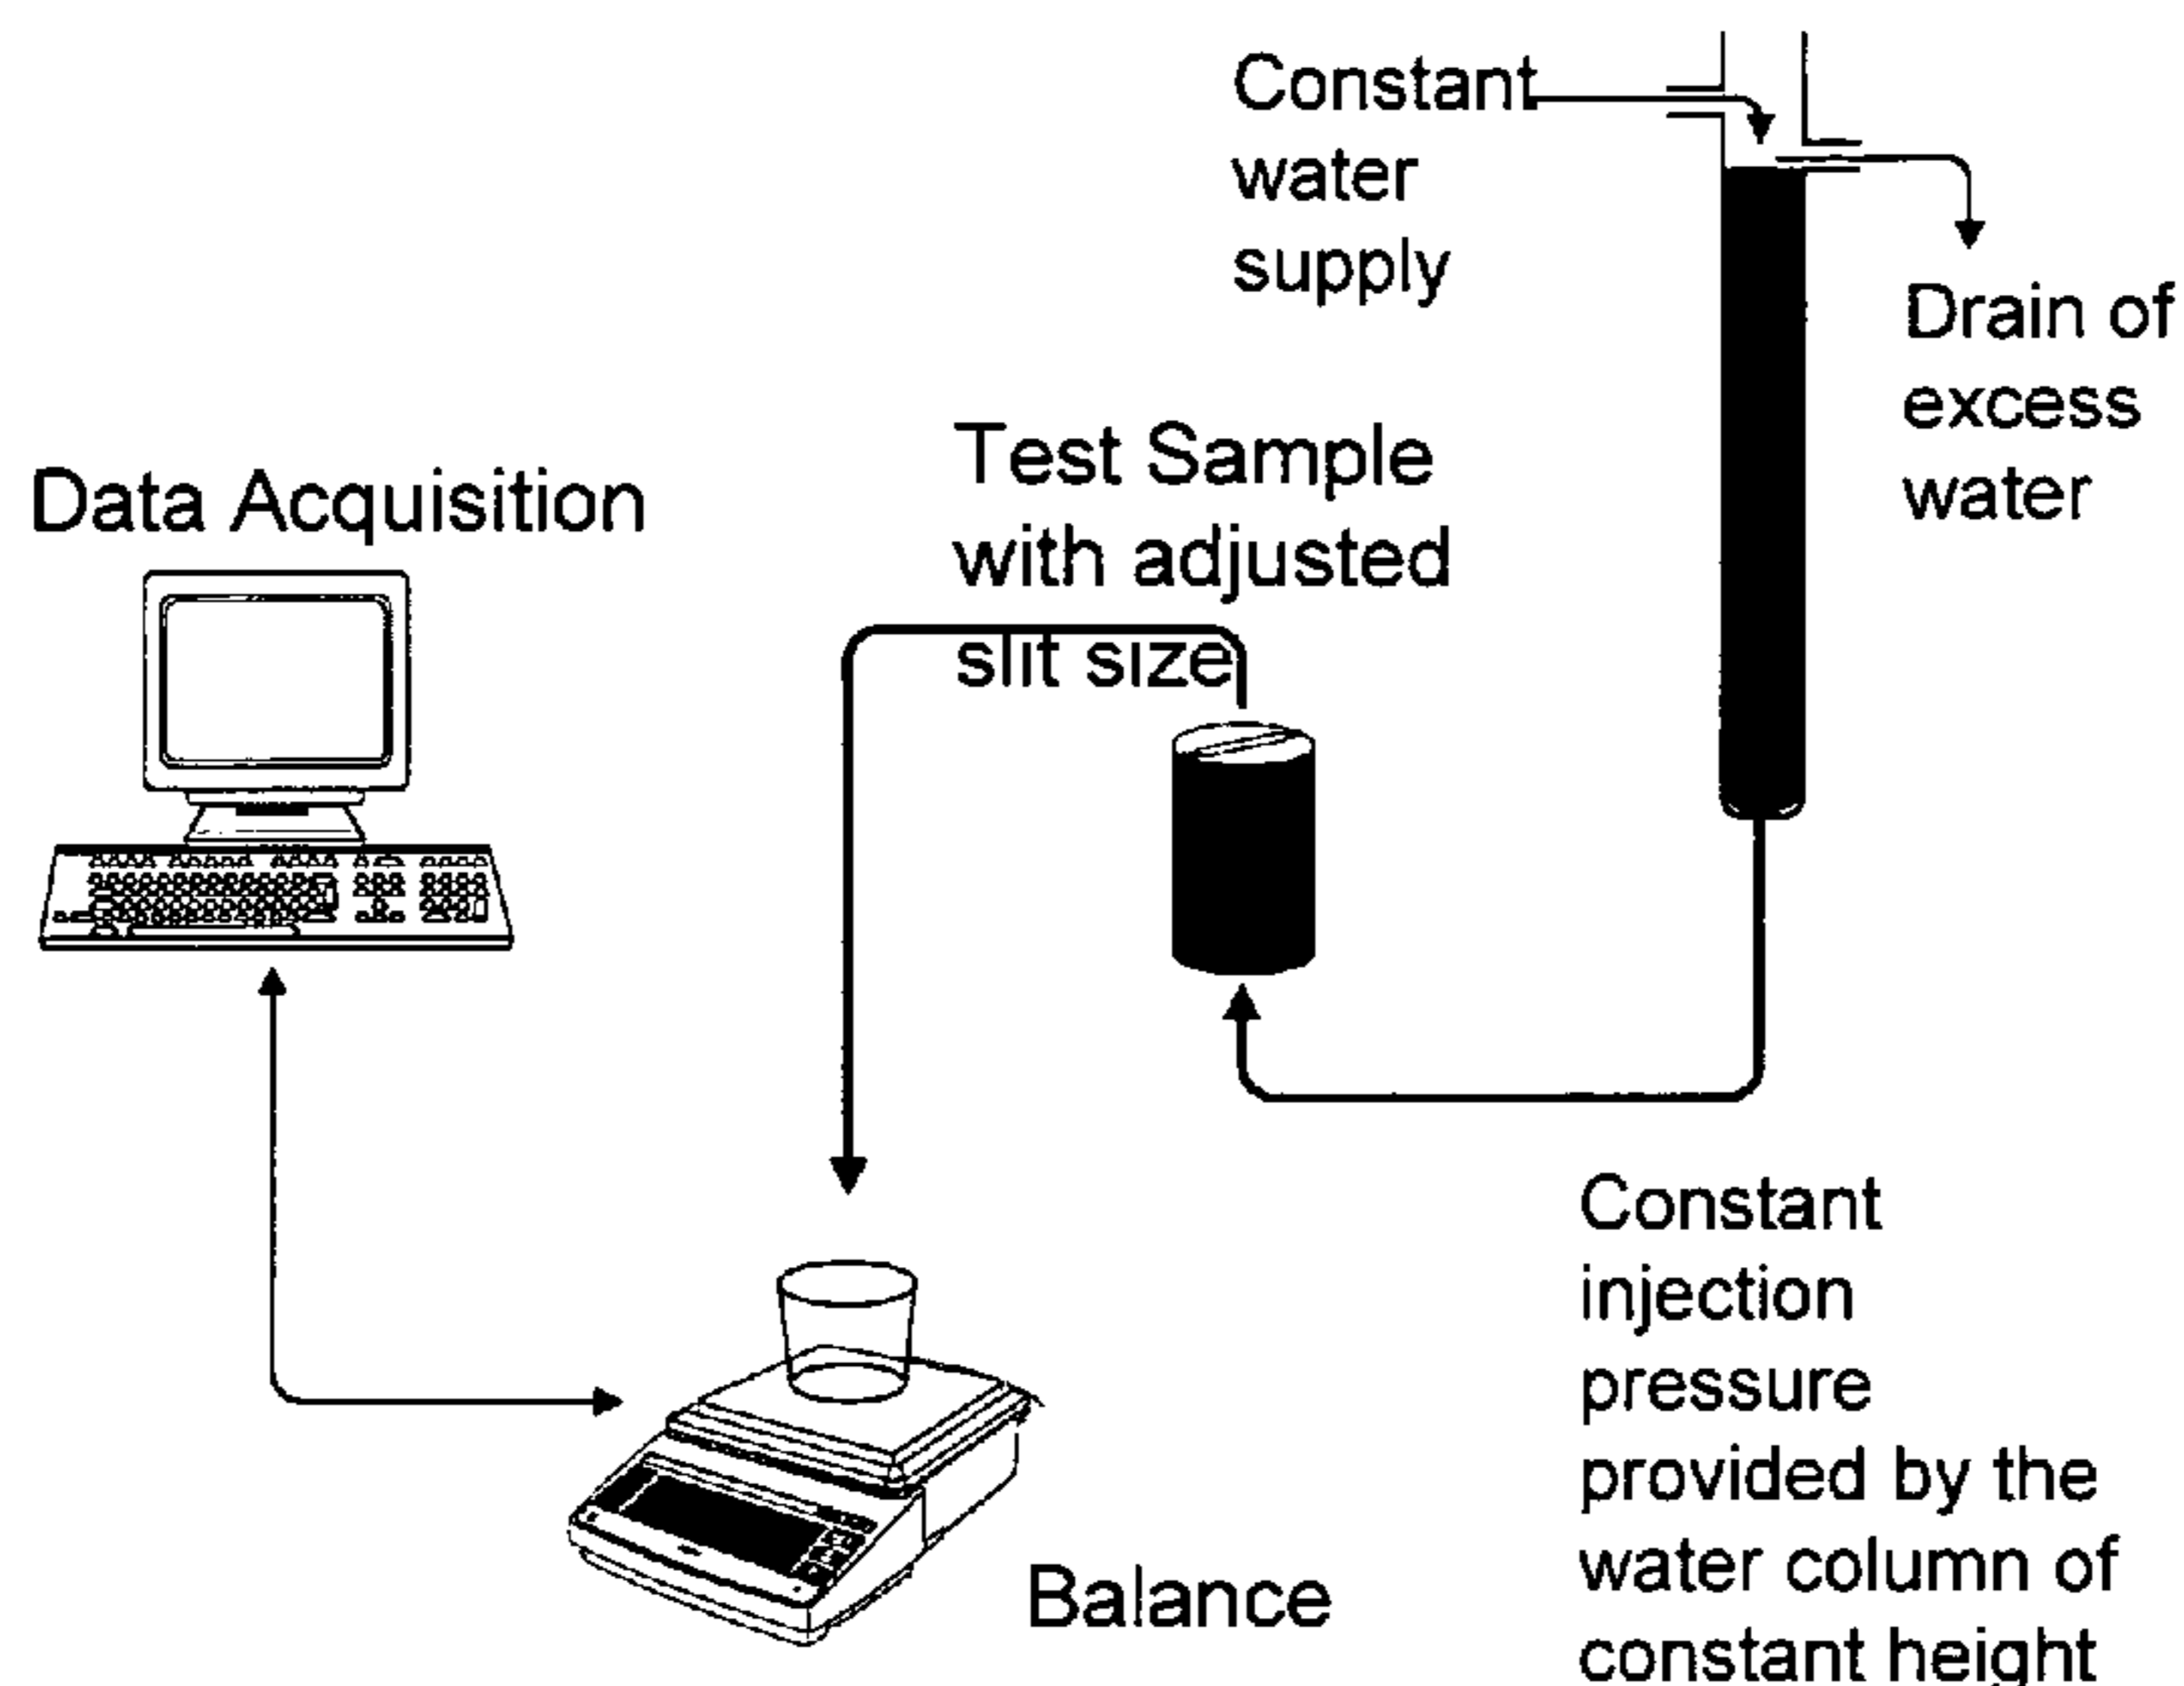 Constant
water
supply
Drain of
excess
water
Test Sample
with adjusted
slit size
Data Acquisition
Constant
injection
pressure
provided by the
water column of
constant height
Balance